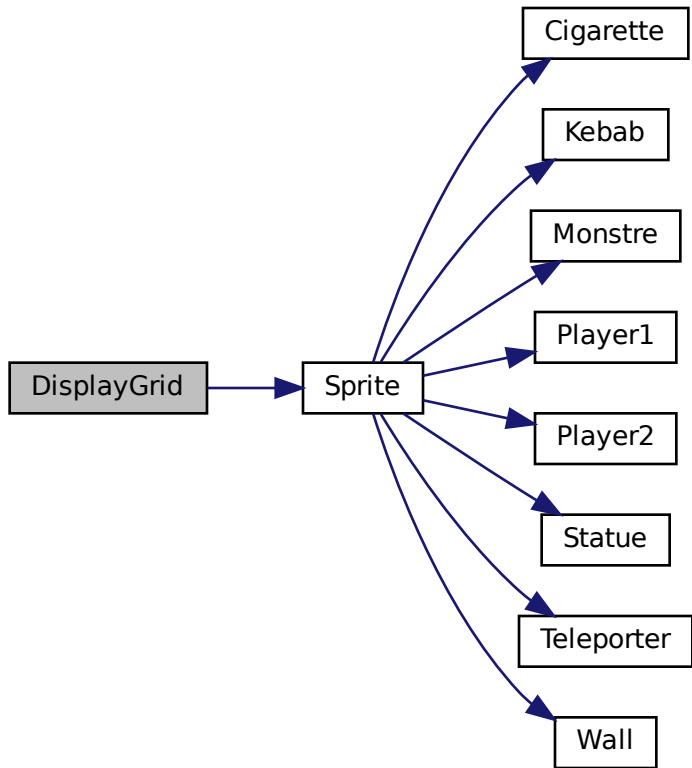 Cigarette
Kebab
Monstre
Player1
DisplayGrid
Sprite
Player2
Statue
Teleporter
Wall